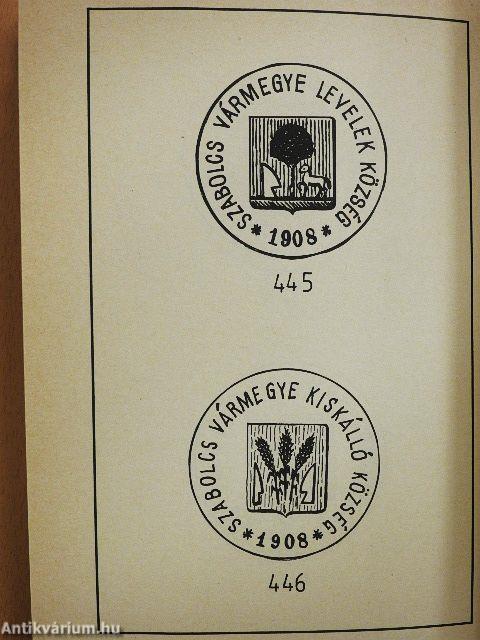 SZABOLCS VÁRMEGYE LEVELEK KÖZSÉG
* 1908 *
445
SZABOLCS VÁRMEGYE KISKÁLLÓ KÖZSÉG
* 1908 *
446
Antikvárium.hu